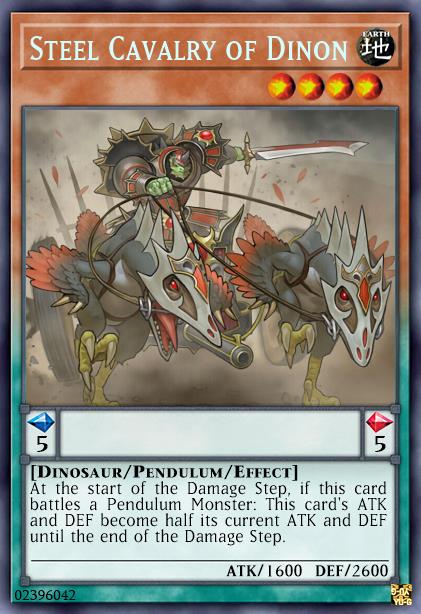 Steel Cavalry of Dinon
EARTH
地
5
5
[Dinosaur/Pendulum/Effect]
At the start of the Damage Step, if this card
battles a Pendulum Monster: This card's ATK
and DEF become half its current ATK and DEF
until the end of the Damage Step.
ATK/1600 DEF/2600
02396042